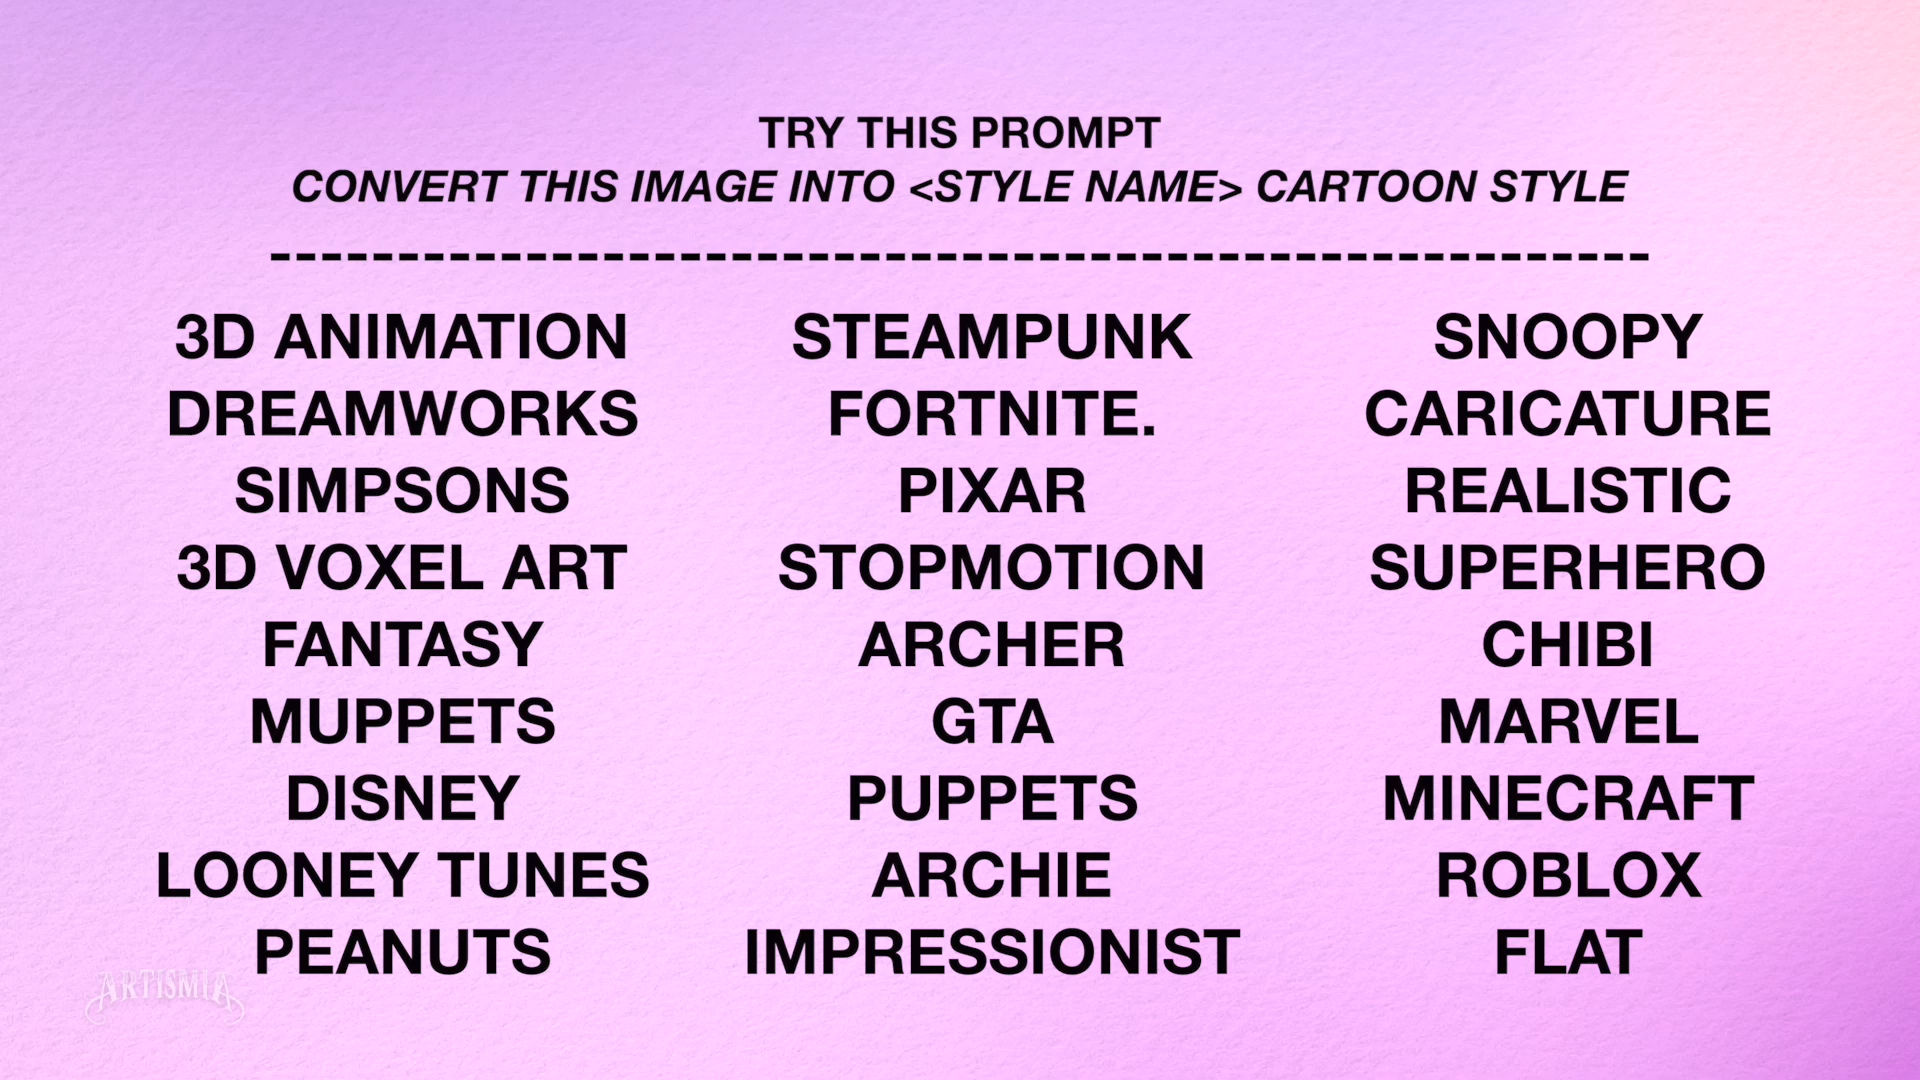 TRY THIS PROMPT
CONVERT THIS IMAGE INTO <STYLE NAME> CARTOON STYLE
------------------------------------------------------
3D ANIMATION
DREAMWORKS
SIMPSONS
3D VOXEL ART
FANTASY
MUPPETS
DISNEY
LOONEY TUNES
PEANUTS
STEAMPUNK
FORTNITE.
PIXAR
STOPMOTION
ARCHER
GTA
PUPPETS
ARCHIE
IMPRESSIONIST
SNOOPY
CARICATURE
REALISTIC
SUPERHERO
CHIBI
MARVEL
MINECRAFT
ROBLOX
FLAT
ARTISMIA